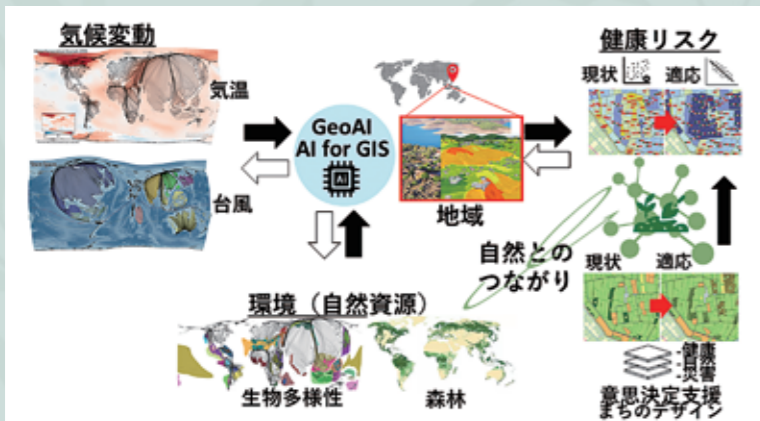 気候変動
気温
台風
GeoAI
AI for GIS
AI
地域
健康リスク
現状
適応
自然との
つながり
現状
適応
環境（自然資源）
生物多様性
森林
健康
自然
災害
意思決定支援
まちのデザイン